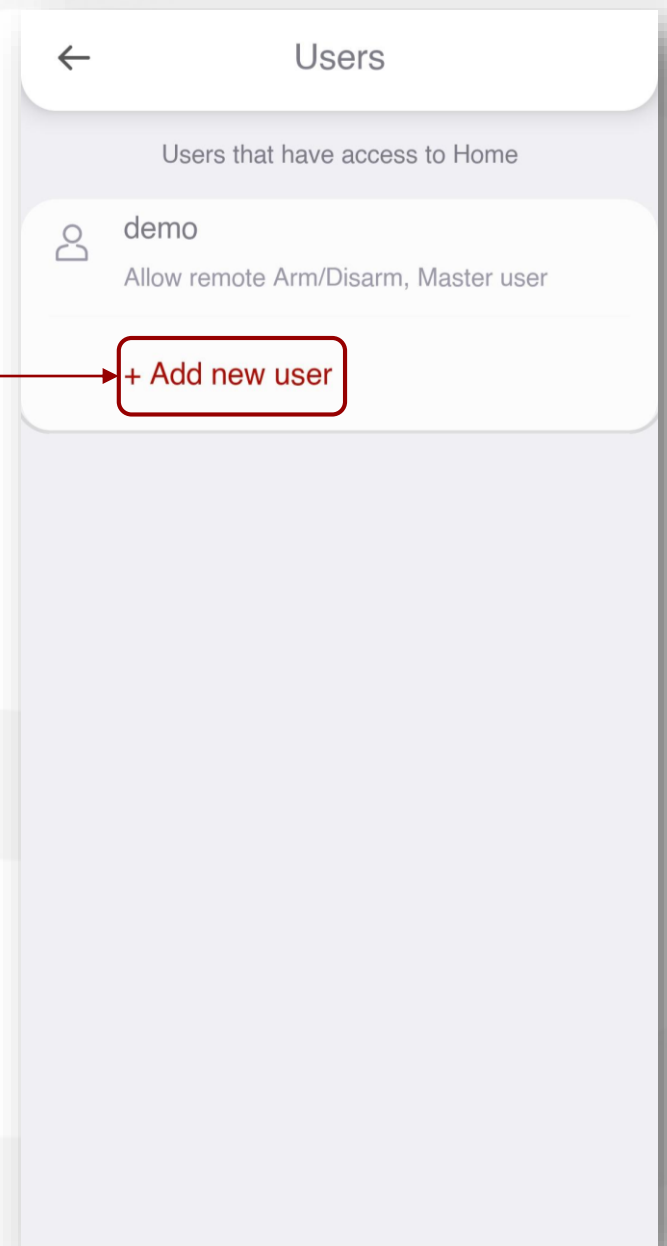 Users
Users that have access to Home
demo
Allow remote Arm/Disarm, Master user
+ Add new user